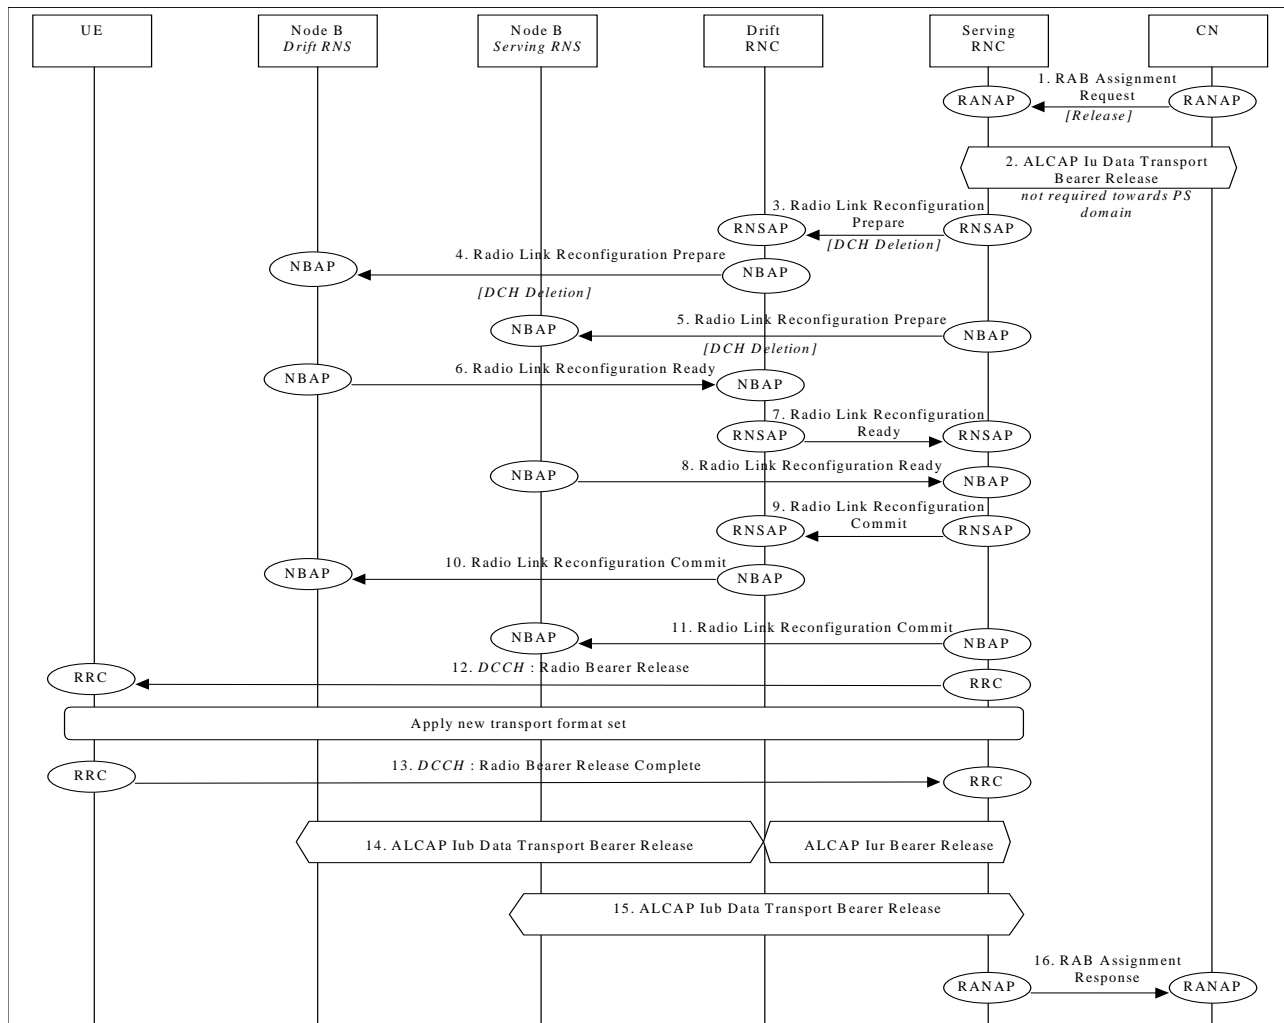 UE
Node B
Drift RNS
Node B
Serving RNS
Drift
RNC
Serving
RNC
CN
1. RAB Assignment
Request
[Release]
RANAP
RANAP
2. ALCAP Iu Data Transport
Bearer Release
not required towards PS
domain
3. Radio Link Reconfiguration
Prepare
[DCH Deletion]
RNSAP
RNSAP
4. Radio Link Reconfiguration Prepare
NBAP
NBAP
[DCH Deletion]
5. Radio Link Reconfiguration Prepare
NBAP
NBAP
[DCH Deletion]
6. Radio Link Reconfiguration Ready
NBAP
NBAP
7. Radio Link Reconfiguration
Ready
RNSAP
RNSAP
8. Radio Link Reconfiguration Ready
NBAP
NBAP
9. Radio Link Reconfiguration
Commit
RNSAP
RNSAP
10. Radio Link Reconfiguration Commit
NBAP
NBAP
11. Radio Link Reconfiguration Commit
NBAP
NBAP
12. DCCH : Radio Bearer Release
RRC
RRC
Apply new transport format set
13. DCCH : Radio Bearer Release Complete
RRC
RRC
14. ALCAP Iub Data Transport Bearer Release
ALCAP Iur Bearer Release
15. ALCAP Iub Data Transport Bearer Release
16. RAB Assignment
Response
RANAP
RANAP